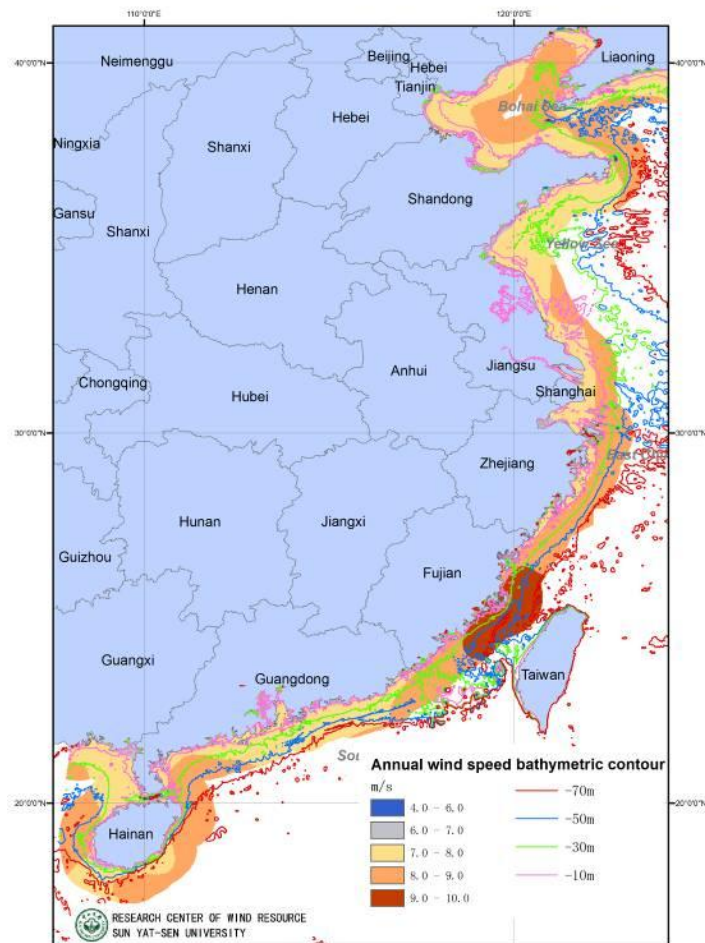 110°0'0"E
120°0'0"E
Neimenggu
Beijing
Hebei
Liaoning
40°0'0"N
40°0'0"N
Tianjin
Bohai Sea
Hebei
Ningxia
Shanxi
Shandong
Gansu
Shanxi
Yellow Sea
Henan
Jiangsu
Anhui
Chongqing
Shanghai
Hubei
30°0'0"N
30°0'0"N
East
Zhejiang
Hunan
Jiangxi
Guizhou
Fujian
Guangxi
Guangdong
Taiwan
Sou
Annual wind speed bathymetric contour
m/s
4.0 - 6.0
6.0 - 7.0
7.0 - 8.0
8.0 - 9.0
9.0 - 10.0
-70m
-50m
-30m
-10m
20°0'0"N
20°0'0"N
Hainan
RESEARCH CENTER OF WIND RESOURCE
SUN YAT-SEN UNIVERSITY